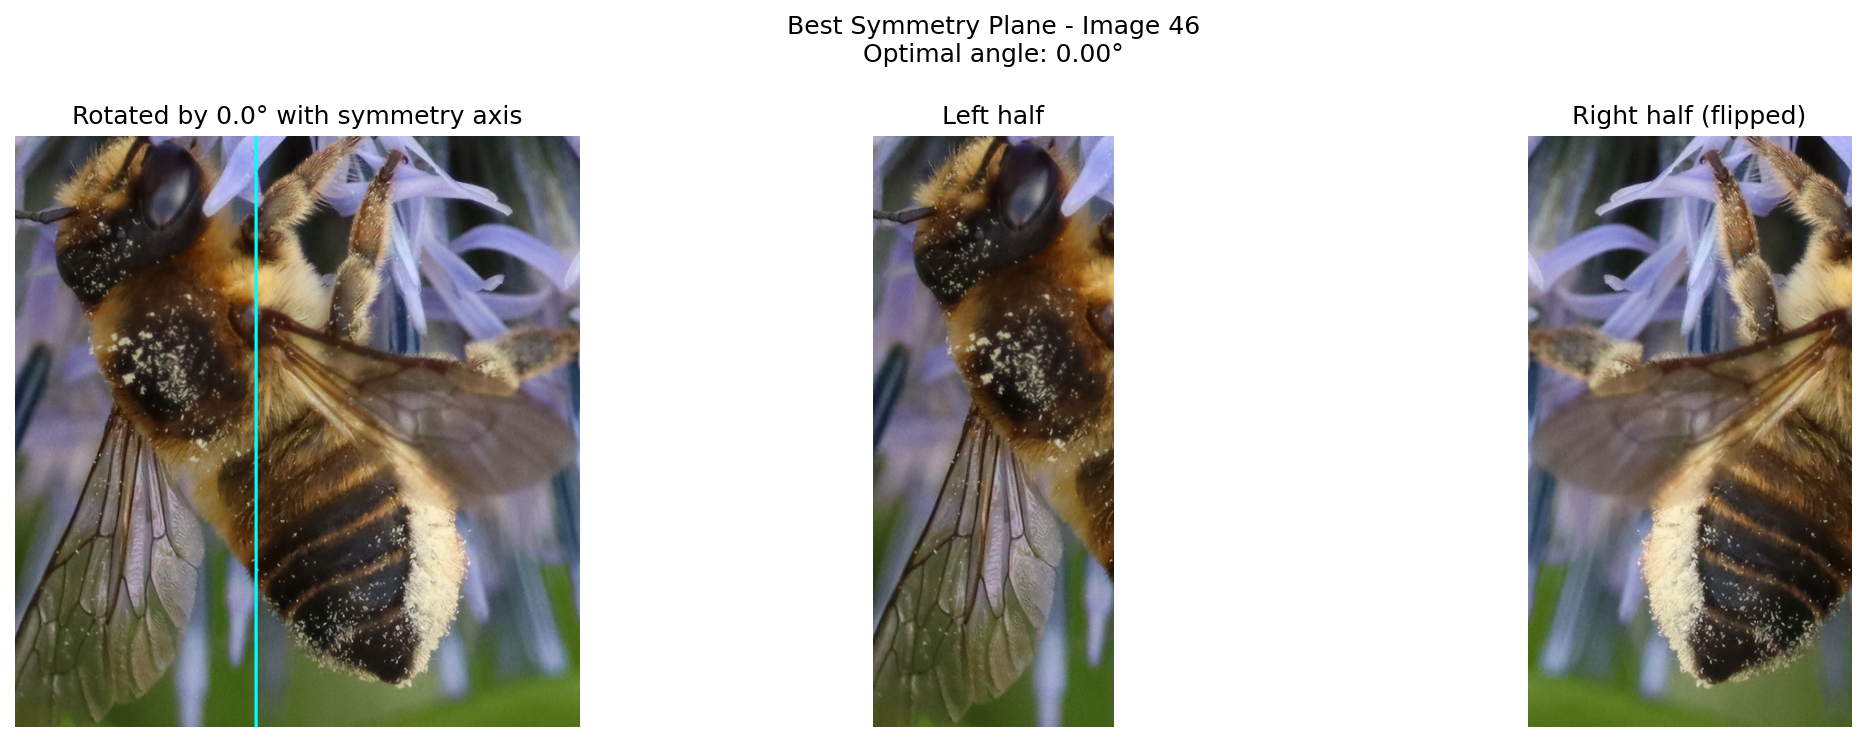 Best Symmetry Plane - Image 46
Optimal angle: 0.00°
Rotated by 0.0° with symmetry axis
Left half
Right half (flipped)